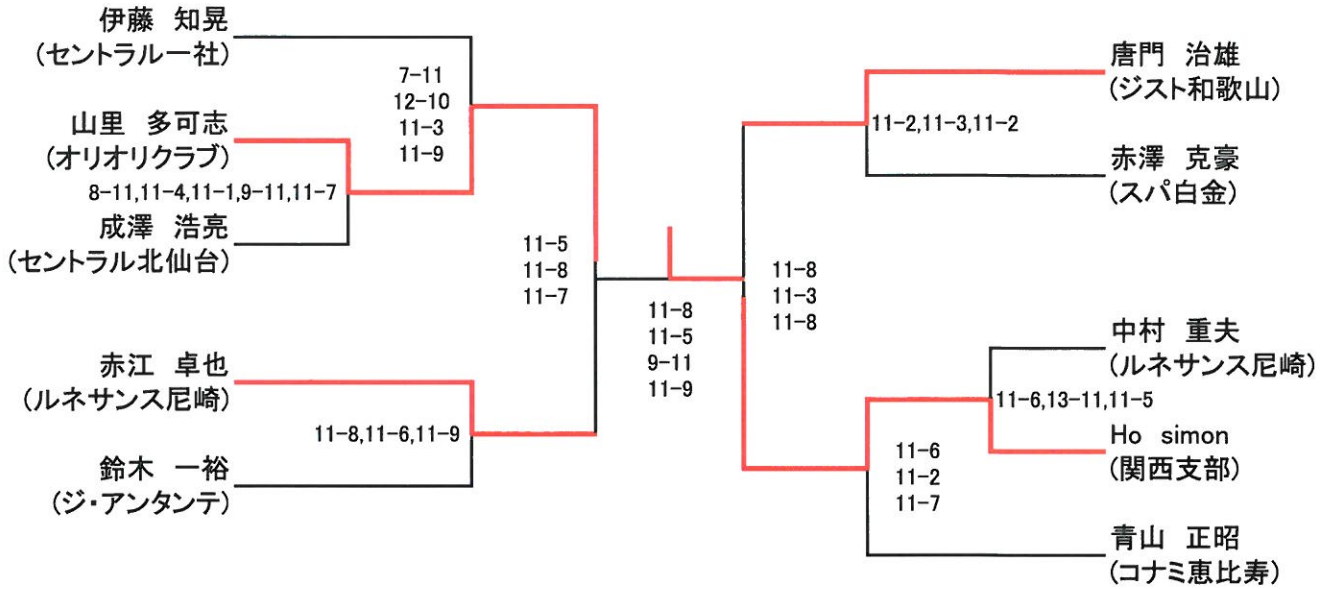 伊藤　知晃
(セントラル一社)
7-11
12-10
11-3
11-9
山里　多可志
(オリオリクラブ)
8-11,11-4,11-1,9-11,11-7
成澤　浩亮
(セントラル北仙台)
11-5
11-8
11-7
赤江　卓也
(ルネサンス尼崎)
11-8,11-6,11-9
鈴木　一裕
(ジ・アンタンテ)
11-8
11-5
9-11
11-9
唐門　治雄
(ジスト和歌山)
11-2,11-3,11-2
赤澤　克豪
(スパ白金)
11-8
11-3
11-8
中村　重夫
(ルネサンス尼崎)
11-6,13-11,11-5
Ho simon
(関西支部)
11-6
11-2
11-7
青山　正昭
(コナミ恵比寿)